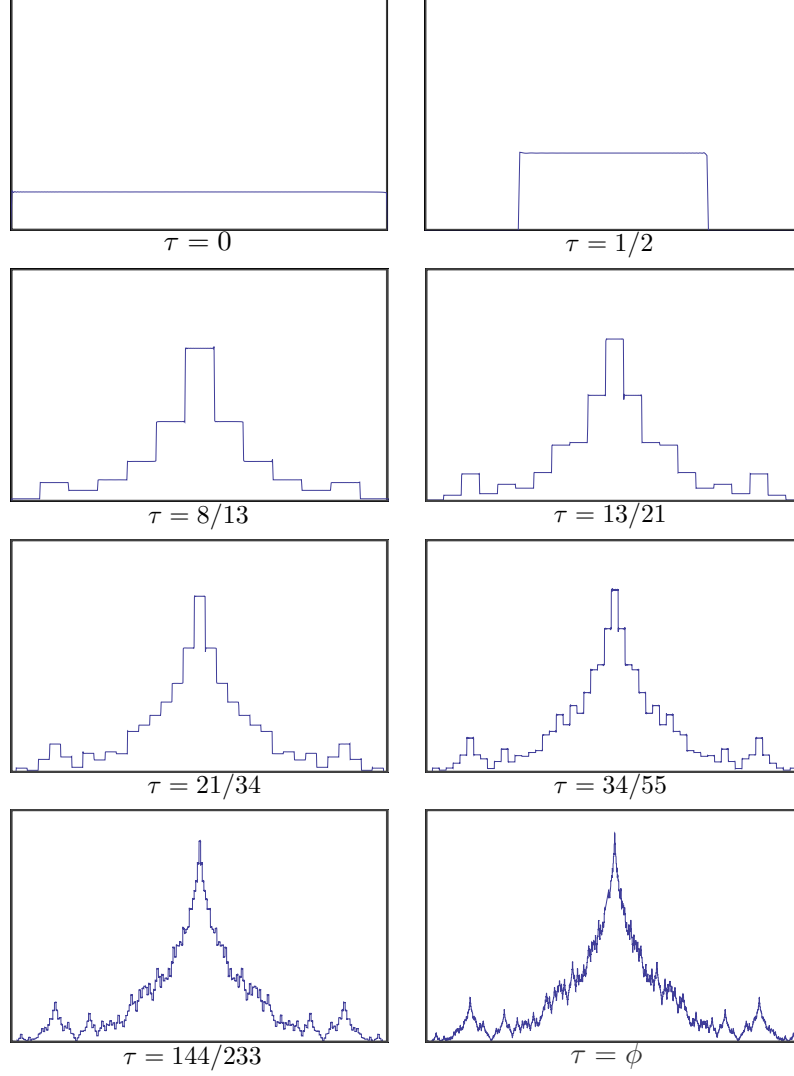 τ = 0
τ = 1/2
τ = 8/13
τ = 13/21
τ = 21/34
τ = 34/55
τ = 144/233
τ = ϕ